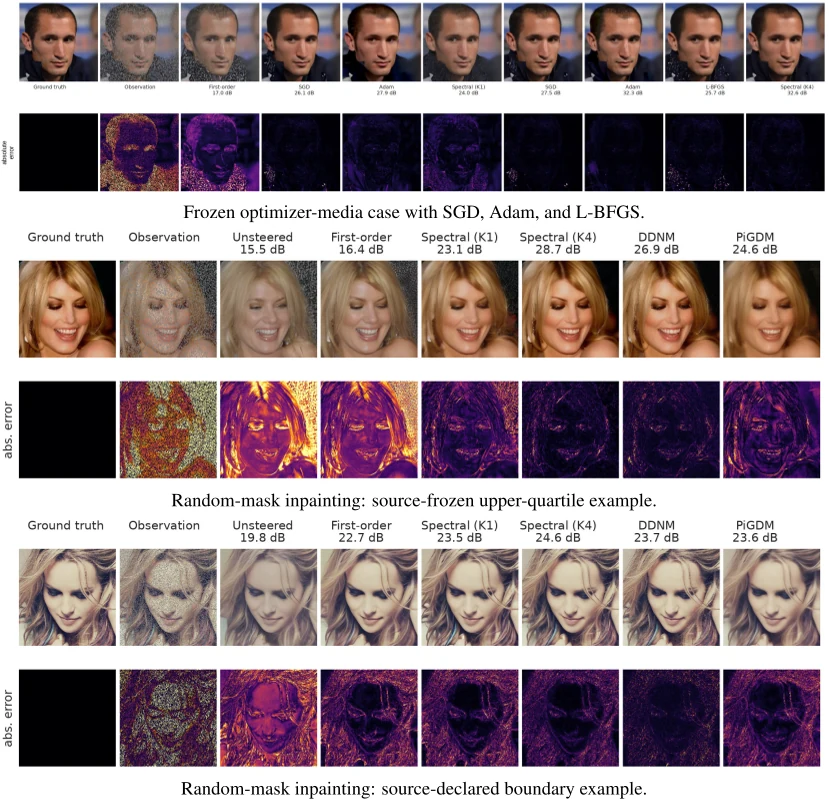 Ground truth Observation First-order SGD Adam Spectral (K1) SGD Adam L-BFGS Spectral (K4)
17.0 dB 26.1 dB 27.9 dB 24.0 dB 27.5 dB 32.3 dB 25.7 dB 32.6 dB
absolute
error
Frozen optimizer-media case with SGD, Adam, and L-BFGS.
Ground truth Observation Unsteered First-order Spectral (K1) Spectral (K4) DDNM PiGDM
15.5 dB 16.4 dB 23.1 dB 28.7 dB 26.9 dB 24.6 dB
abs. error
Random-mask inpainting: source-frozen upper-quartile example.
Ground truth Observation Unsteered First-order Spectral (K1) Spectral (K4) DDNM PiGDM
19.8 dB 22.7 dB 23.5 dB 24.6 dB 23.7 dB 23.6 dB
abs. error
Random-mask inpainting: source-declared boundary example.